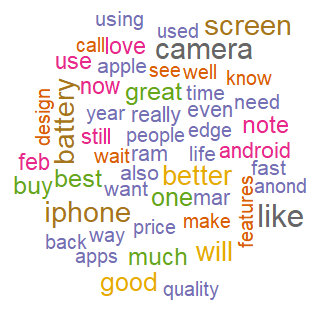 using
used screen
call love camera
use apple see well
now great time know
battery year really even need
design still people edge note
feb wait ram life android
buy best also better fast
want one mar features anond
iphone price make like
back way much will
apps
good quality